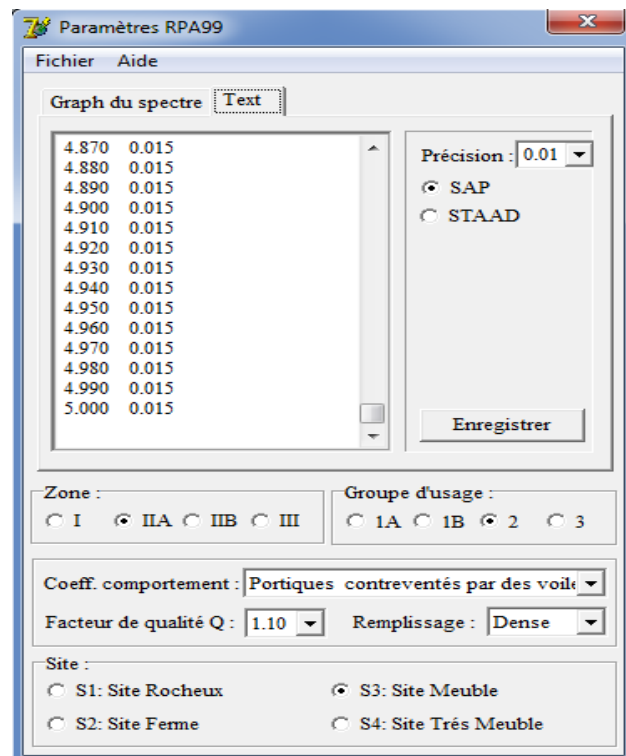 Paramètres RPA99
Fichier Aide
Graph du spectre Text
4.870 0.015
4.880 0.015
4.890 0.015
4.900 0.015
4.910 0.015
4.920 0.015
4.930 0.015
4.940 0.015
4.950 0.015
4.960 0.015
4.970 0.015
4.980 0.015
4.990 0.015
5.000 0.015
Précision : 0.01
SAP
STAAD
Enregistrer
Zone :
I IIA IIB III
Groupe d'usage :
1A 1B 2 3
Coeff. comportement : Portiques contreventés par des voile
Facteur de qualité Q : 1.10 Remplissage : Dense
Site :
S1: Site Rocheux S3: Site Meuble
S2: Site Ferme S4: Site Trés Meuble